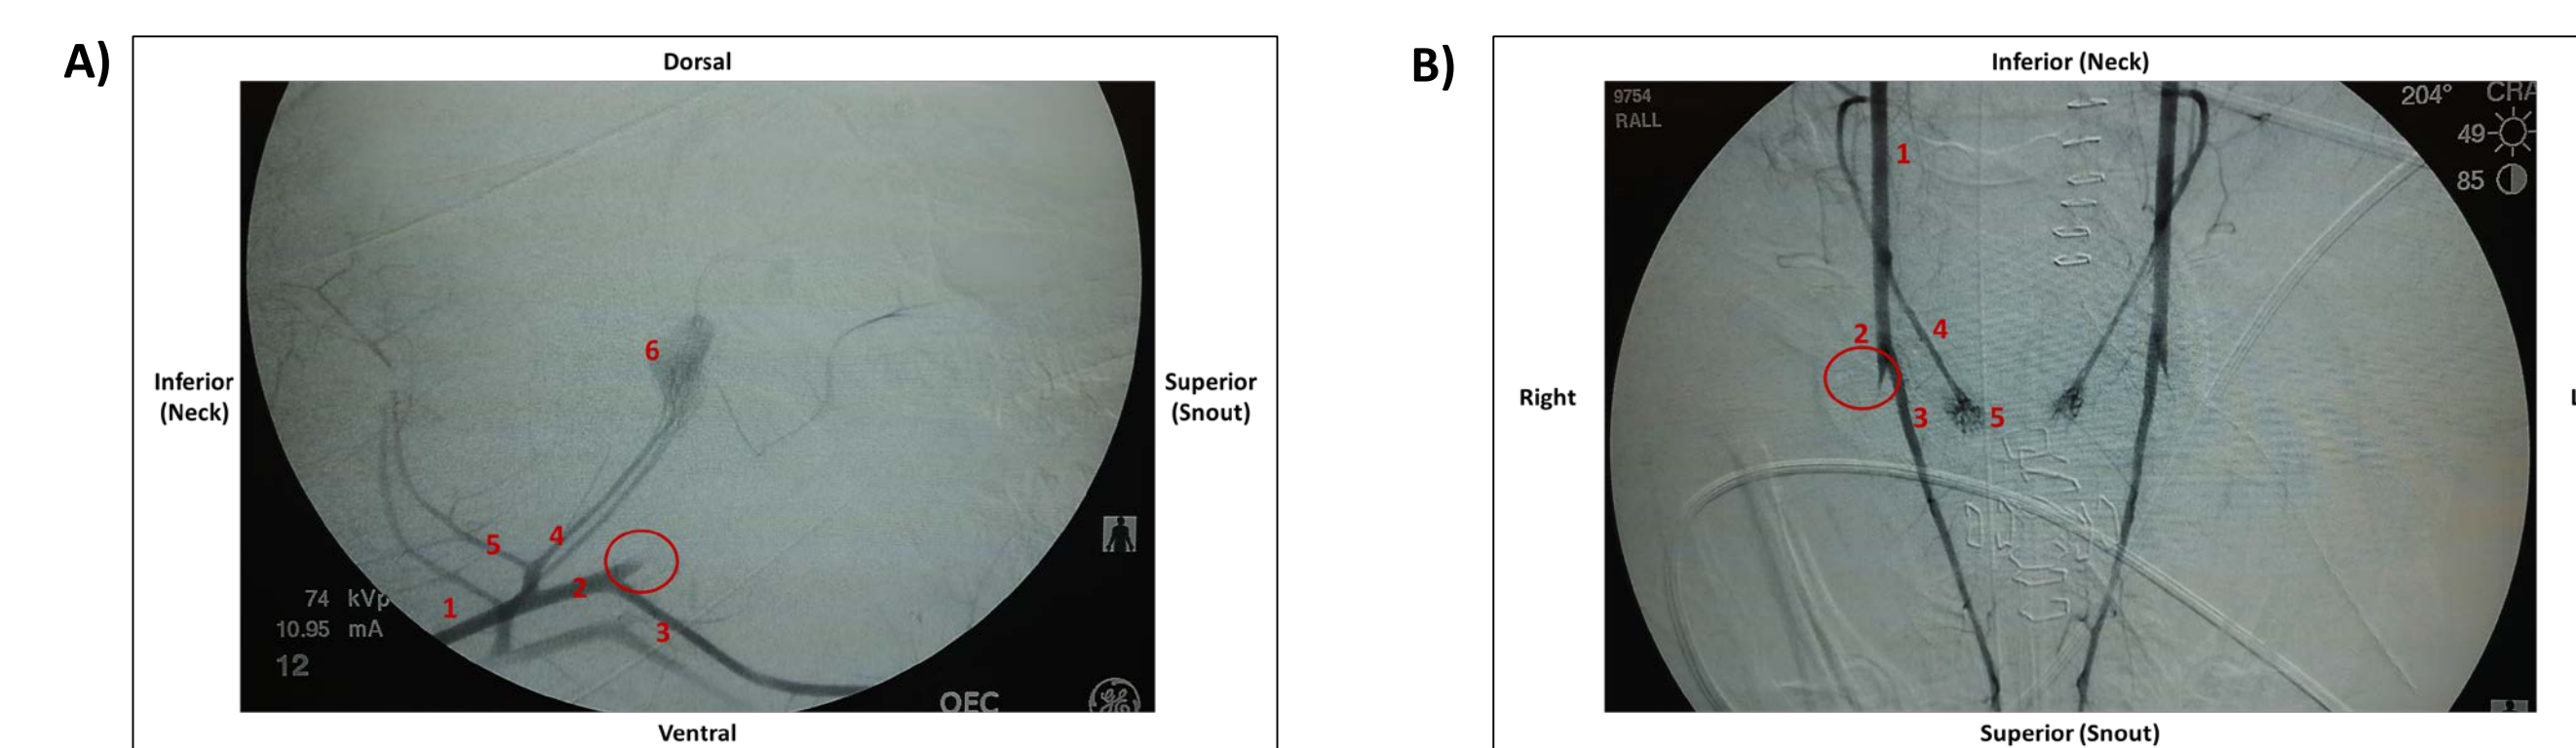 A)
Dorsal
Inferior
(Neck)
Superior
(Snout)
6
5
4
2
1
3
74 kVp
10.95 mA
12
OEC
Ventral
B)
Inferior (Neck)
9754
RALL
204°
49
85
Right
1
2
4
3
5
Superior (Snout)